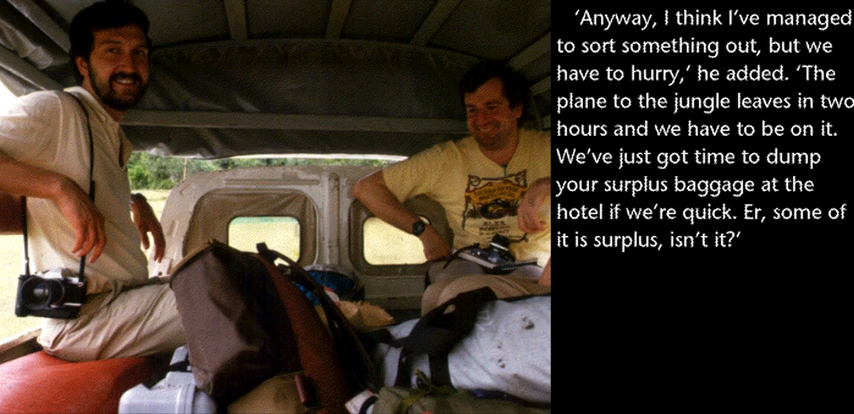 ‘Anyway, I think I’ve managed
to sort something out, but we
have to hurry,’ he added. ‘The
plane to the jungle leaves in two
hours and we have to be on it.
We’ve just got time to dump
your surplus baggage at the
hotel if we’re quick. Er, some of
it is surplus, isn’t it?’